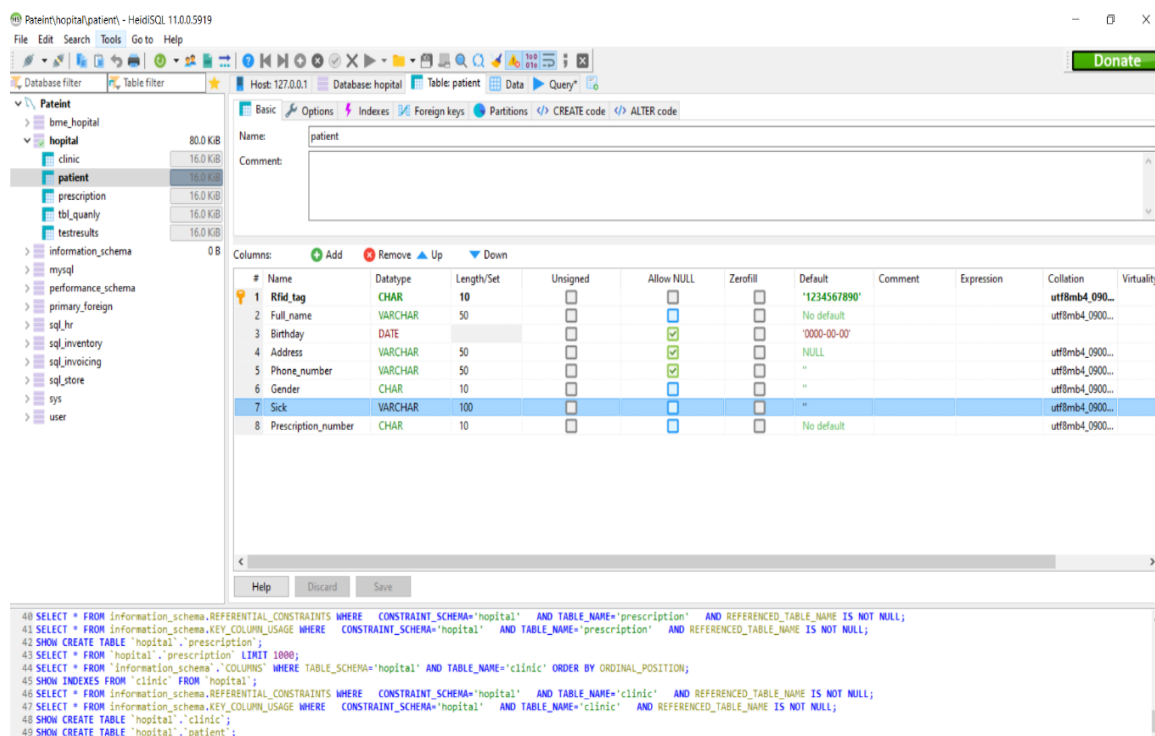 Pateint\hopital\patient\ - HeidiSQL 11.0.0.5919
File Edit Search Tools Go to Help
Donate
Database filter Table filter Host: 127.0.0.1 Database: hopital Table: patient Data Query*
Pateint
bme_hopital
hopital 80.0 KiB
clinic 16.0 KiB
patient 16.0 KiB
prescription 16.0 KiB
tbl_quanly 16.0 KiB
testresults 16.0 KiB
information_schema 0 B
mysql
performance_schema
primary_foreign
sql_hr
sql_inventory
sql_invoicing
sql_store
sys
user
Basic Options Indexes Foreign keys Partitions </> CREATE code </> ALTER code
Name: patient
Comment:
Columns: Add Remove Up Down
# Name Datatype Length/Set Unsigned Allow NULL Zerofill Default Comment Expression Collation Virtuality
1 Rfid_tag CHAR 10 '1234567890' utf8mb4_090...
2 Full_name VARCHAR 50 No default utf8mb4_0900...
3 Birthday DATE '0000-00-00'
4 Address VARCHAR 50 NULL utf8mb4_0900...
5 Phone_number VARCHAR 50 '' utf8mb4_0900...
6 Gender CHAR 10 '' utf8mb4_0900...
7 Sick VARCHAR 100 '' utf8mb4_0900...
8 Prescription_number CHAR 10 No default utf8mb4_0900...
Help Discard Save
40 SELECT * FROM information_schema.REFERENTIAL_CONSTRAINTS WHERE CONSTRAINT_SCHEMA='hopital' AND TABLE_NAME='prescription' AND REFERENCED_TABLE_NAME IS NOT NULL;
41 SELECT * FROM information_schema.KEY_COLUMN_USAGE WHERE CONSTRAINT_SCHEMA='hopital' AND TABLE_NAME='prescription' AND REFERENCED_TABLE_NAME IS NOT NULL;
42 SHOW CREATE TABLE `hopital`.`prescription`;
43 SELECT * FROM `hopital`.`prescription` LIMIT 1000;
44 SELECT * FROM `information_schema`.`COLUMNS` WHERE TABLE_SCHEMA='hopital' AND TABLE_NAME='clinic' ORDER BY ORDINAL_POSITION;
45 SHOW INDEXES FROM `clinic` FROM `hopital`;
46 SELECT * FROM information_schema.REFERENTIAL_CONSTRAINTS WHERE CONSTRAINT_SCHEMA='hopital' AND TABLE_NAME='clinic' AND REFERENCED_TABLE_NAME IS NOT NULL;
47 SELECT * FROM information_schema.KEY_COLUMN_USAGE WHERE CONSTRAINT_SCHEMA='hopital' AND TABLE_NAME='clinic' AND REFERENCED_TABLE_NAME IS NOT NULL;
48 SHOW CREATE TABLE `hopital`.`clinic`;
49 SHOW CREATE TABLE `hopital`.`patient`;